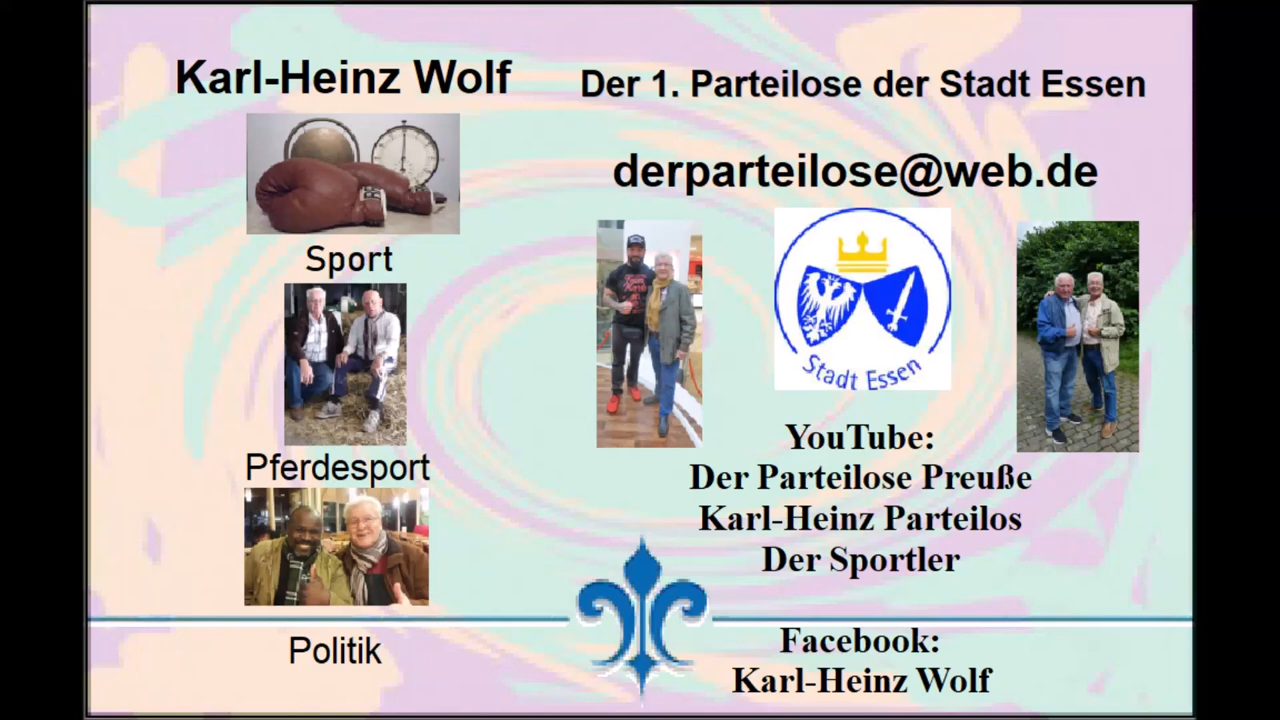 Karl-Heinz Wolf
Der 1. Parteilose der Stadt Essen
derparteilose@web.de
Sport
Pferdesport
Politik
Stadt Essen
YouTube:
Der Parteilose Preuße
Karl-Heinz Parteilos
Der Sportler
Facebook:
Karl-Heinz Wolf